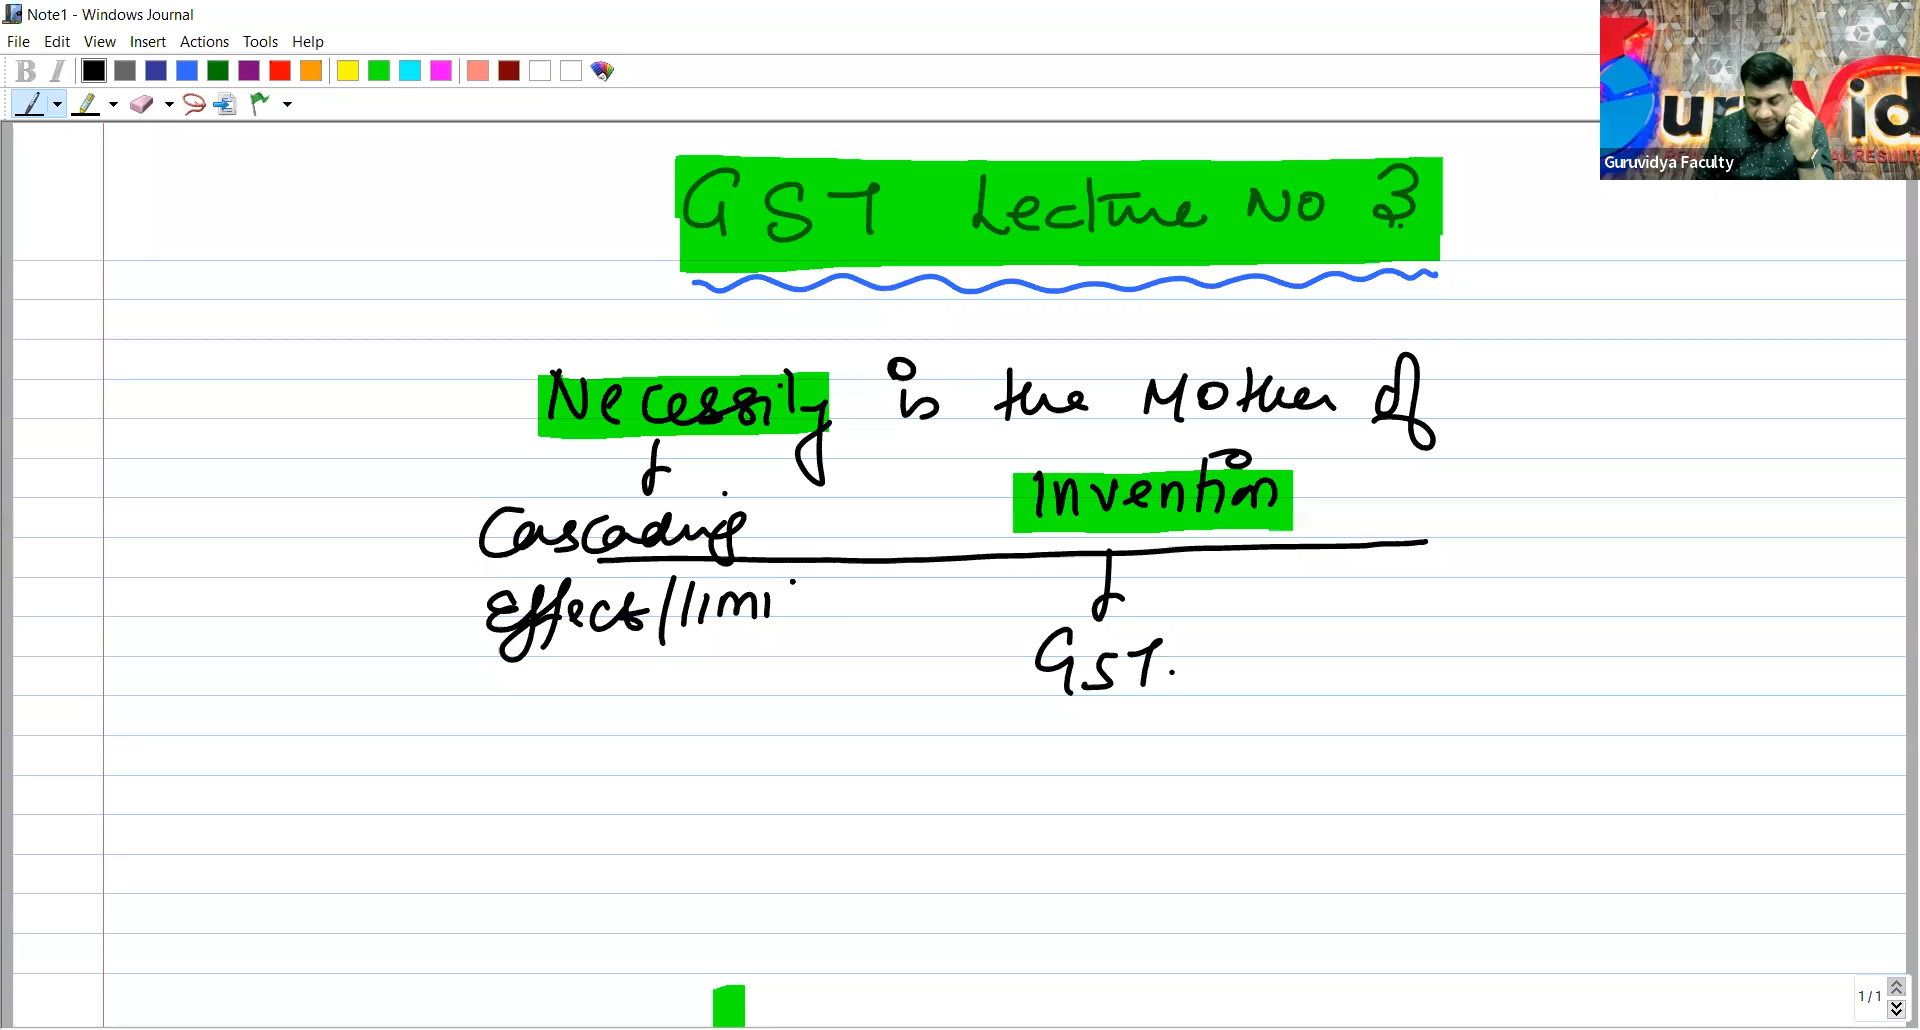 Note1 - Windows Journal
File Edit View Insert Actions Tools Help
B I
Guruvidya Faculty
GST Lecture No 3
Necessity is the Mother of
Invention
Cascading
Effect/limi
GST.
1/1